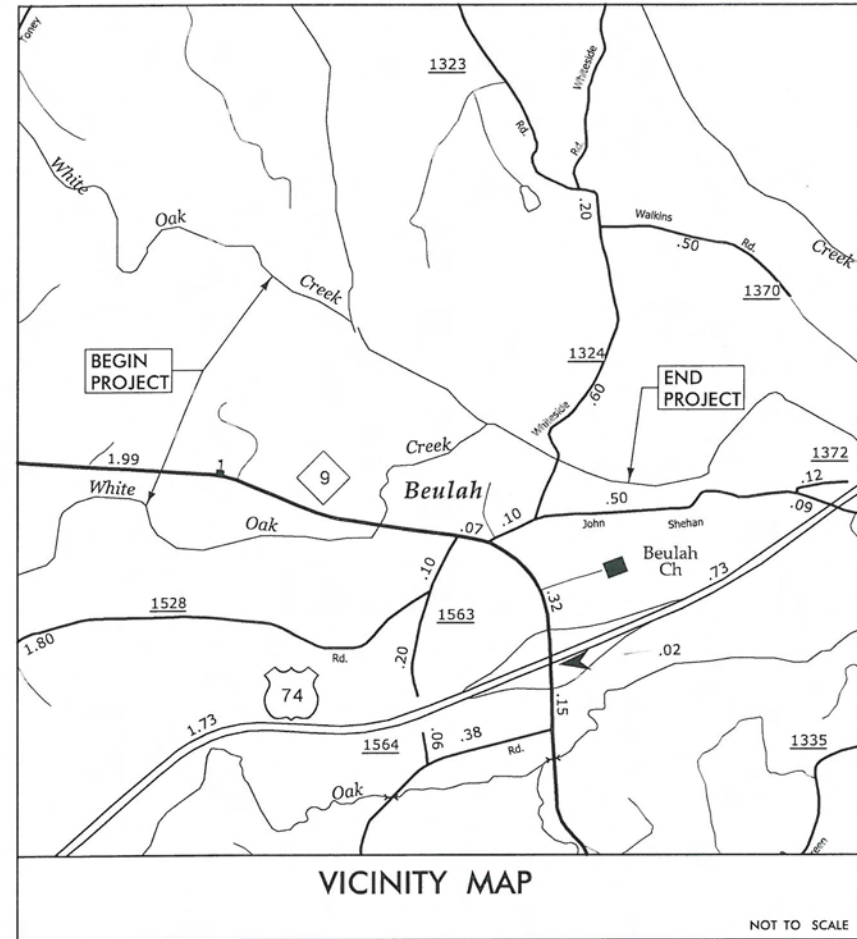 Toney
1323
Whiteside
Rd.
Rd.
White
Oak
.20
Walkins
Rd.
.50
Creek
Creek
1370
BEGIN
PROJECT
1324
.60
END
PROJECT
Whiteside
Creek
1372
1.99
1
9
White
Beulah
.12
.50
.09
Oak
.07
.10
John
Shehan
Beulah
Ch
.10
.73
.32
1528
1563
1.80
Rd.
.20
.02
74
.15
1.73
.06
.38
1564
Rd.
1335
Oak
een
VICINITY MAP
NOT TO SCALE